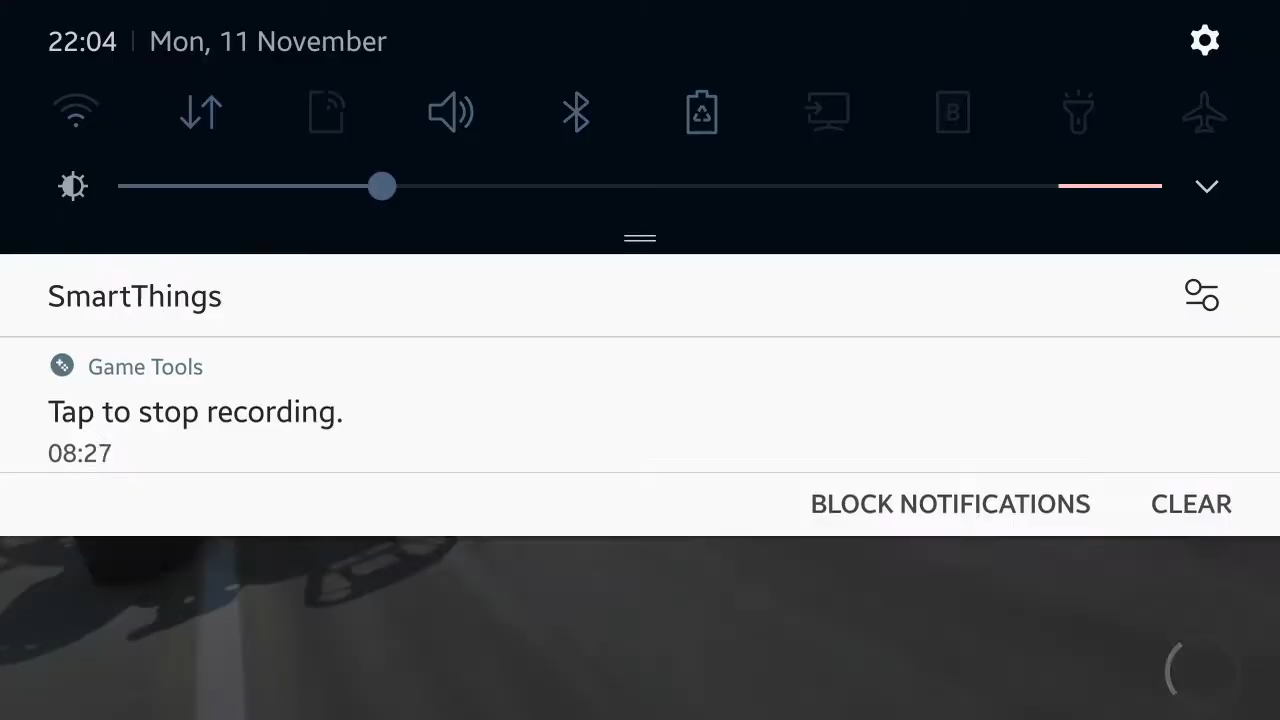 22:04 | Mon, 11 November
B
SmartThings
Game Tools
Tap to stop recording.
08:27
BLOCK NOTIFICATIONS CLEAR